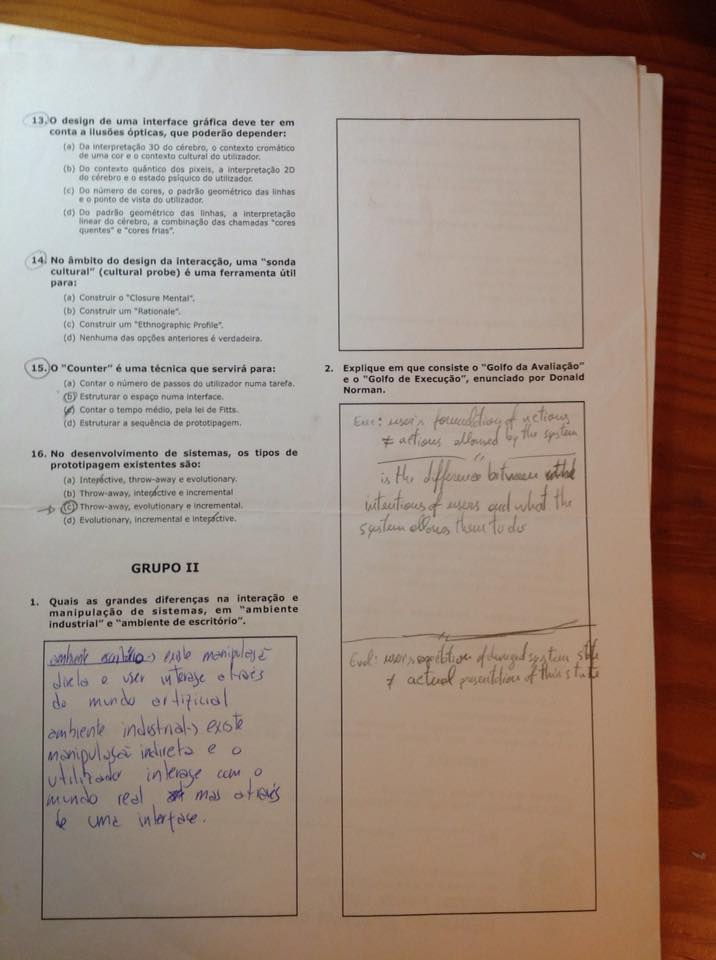 13. O design de uma interface gráfica deve ter em
conta a ilusões ópticas, que poderão depender:
(a) Da interpretação 3D do cérebro, o contexto cromático
de uma cor e o contexto cultural do utilizador.
(b) Do contexto quântico dos pixeis, a interpretação 2D
do cérebro e o estado psíquico do utilizador.
(c) Do número de cores, o padrão geométrico das linhas
e o ponto de vista do utilizador.
(d) Do padrão geométrico das linhas, a interpretação
linear do cérebro, a combinação das chamadas "cores
quentes" e "cores frias".
14. No âmbito do design da interacção, uma "sonda
cultural" (cultural probe) é uma ferramenta útil
para:
(a) Construir o "Closure Mental".
(b) Construir um "Rationale".
(c) Construir um "Ethnographic Profile".
(d) Nenhuma das opções anteriores é verdadeira.
15. O "Counter" é uma técnica que servirá para:
(a) Contar o número de passos do utilizador numa tarefa.
(b) Estruturar o espaço numa interface.
(c) Contar o tempo médio, pela lei de Fitts.
(d) Estruturar a sequência de prototipagem.
16. No desenvolvimento de sistemas, os tipos de
prototipagem existentes são:
(a) Interactive, throw-away e evolutionary.
(b) Throw-away, interactive e incremental
(c) Throw-away, evolutionary e incremental.
(d) Evolutionary, incremental e interactive.
GRUPO II
1. Quais as grandes diferenças na interação e
manipulação de sistemas, em "ambiente
industrial" e "ambiente de escritório".
ambiente escritório → existe manipulaçã
direta e user interage através
do mundo artificial
ambiente industrial → existe
manipulaçã indireta e o
utilizador interage com o
mundo real mas através
de uma interface.
2. Explique em que consiste o "Golfo da Avaliação"
e o "Golfo de Execução", enunciado por Donald
Norman.
Exec: user's formulation of actions
≠ actions allowed by the system
is the difference between the
intentions of users and what the
system allows them to do
Eval: user's expectation of changed system state
≠ actual presentation of this state